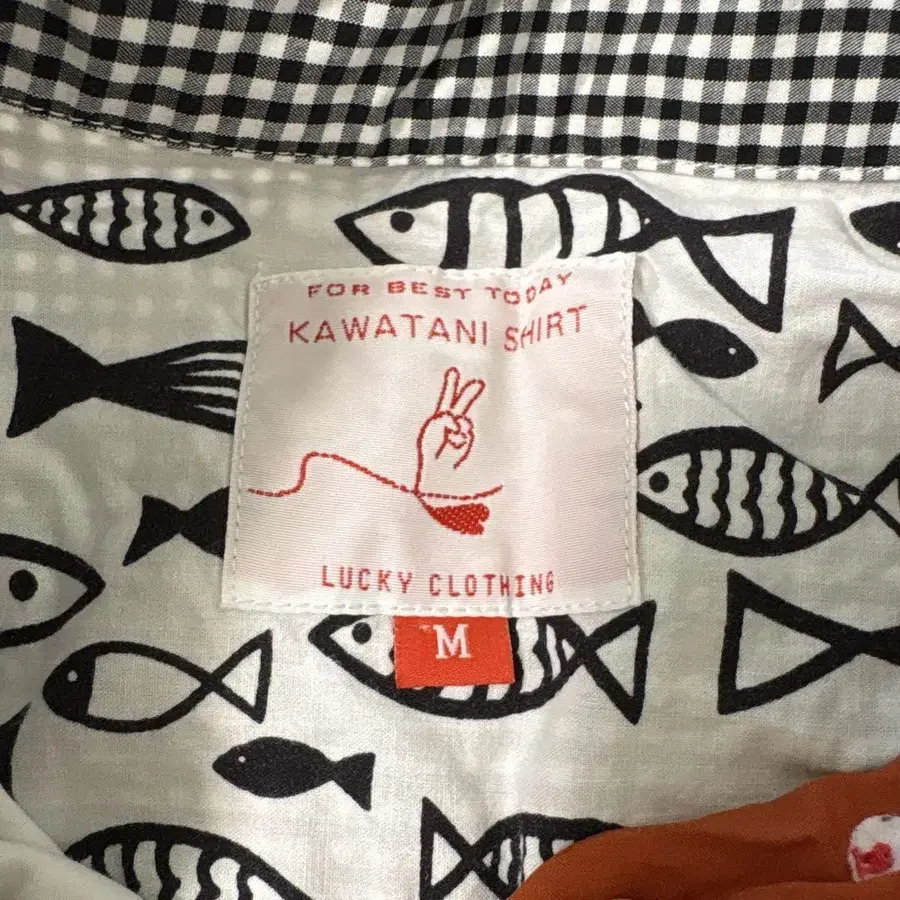 FOR BEST TODAY
KAWATANI SHIRT
LUCKY CLOTHING
M